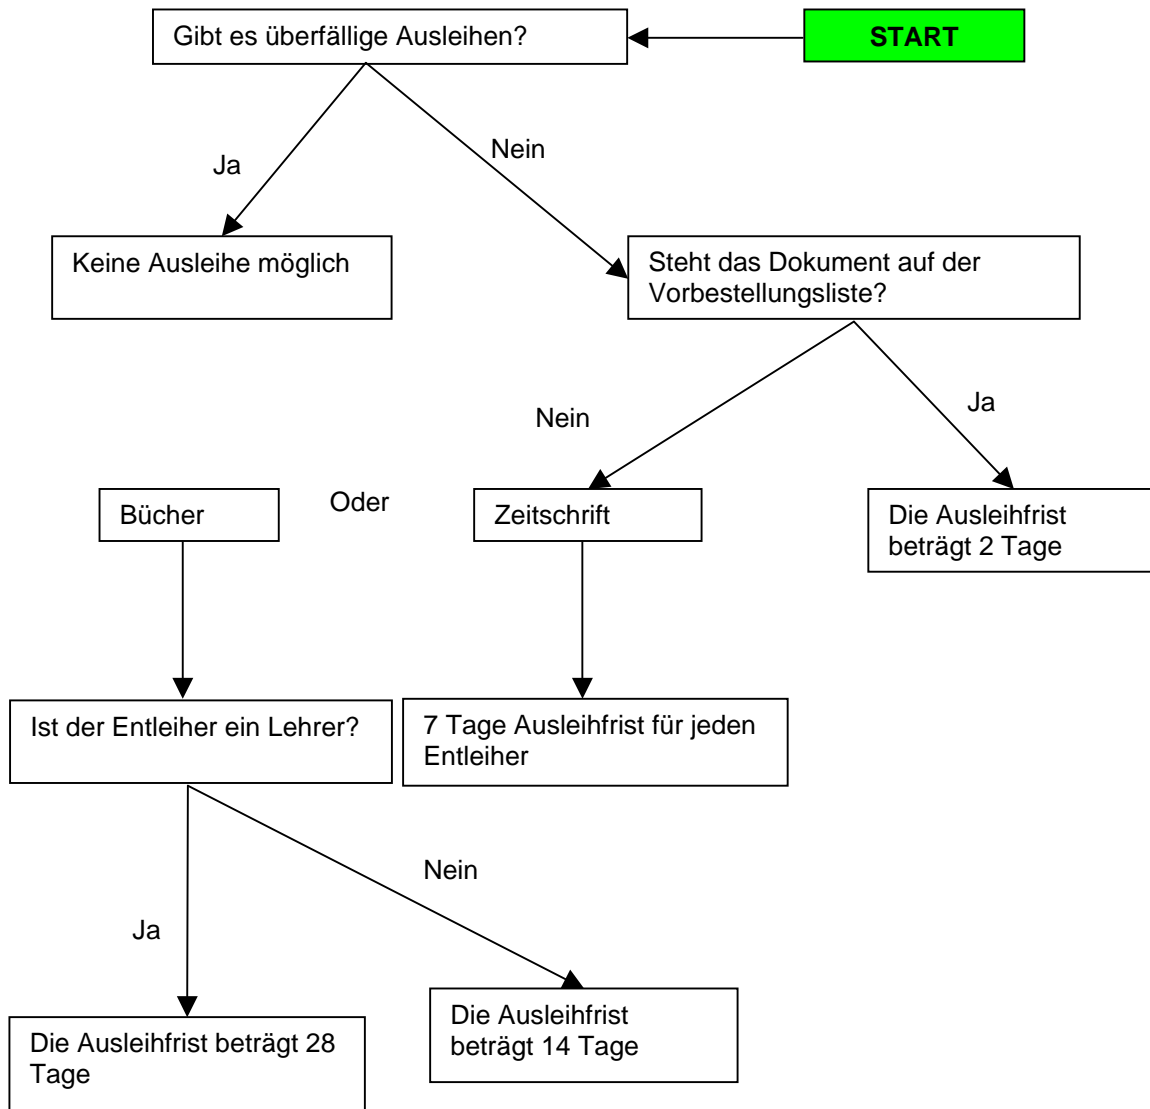 Gibt es überfällige Ausleihen?
START
Ja
Nein
Keine Ausleihe möglich
Steht das Dokument auf der
Vorbestellungsliste?
Nein
Ja
Bücher
Oder
Zeitschrift
Die Ausleihfrist
beträgt 2 Tage
Ist der Entleiher ein Lehrer?
7 Tage Ausleihfrist für jeden
Entleiher
Nein
Ja
Die Ausleihfrist beträgt 28
Tage
Die Ausleihfrist
beträgt 14 Tage